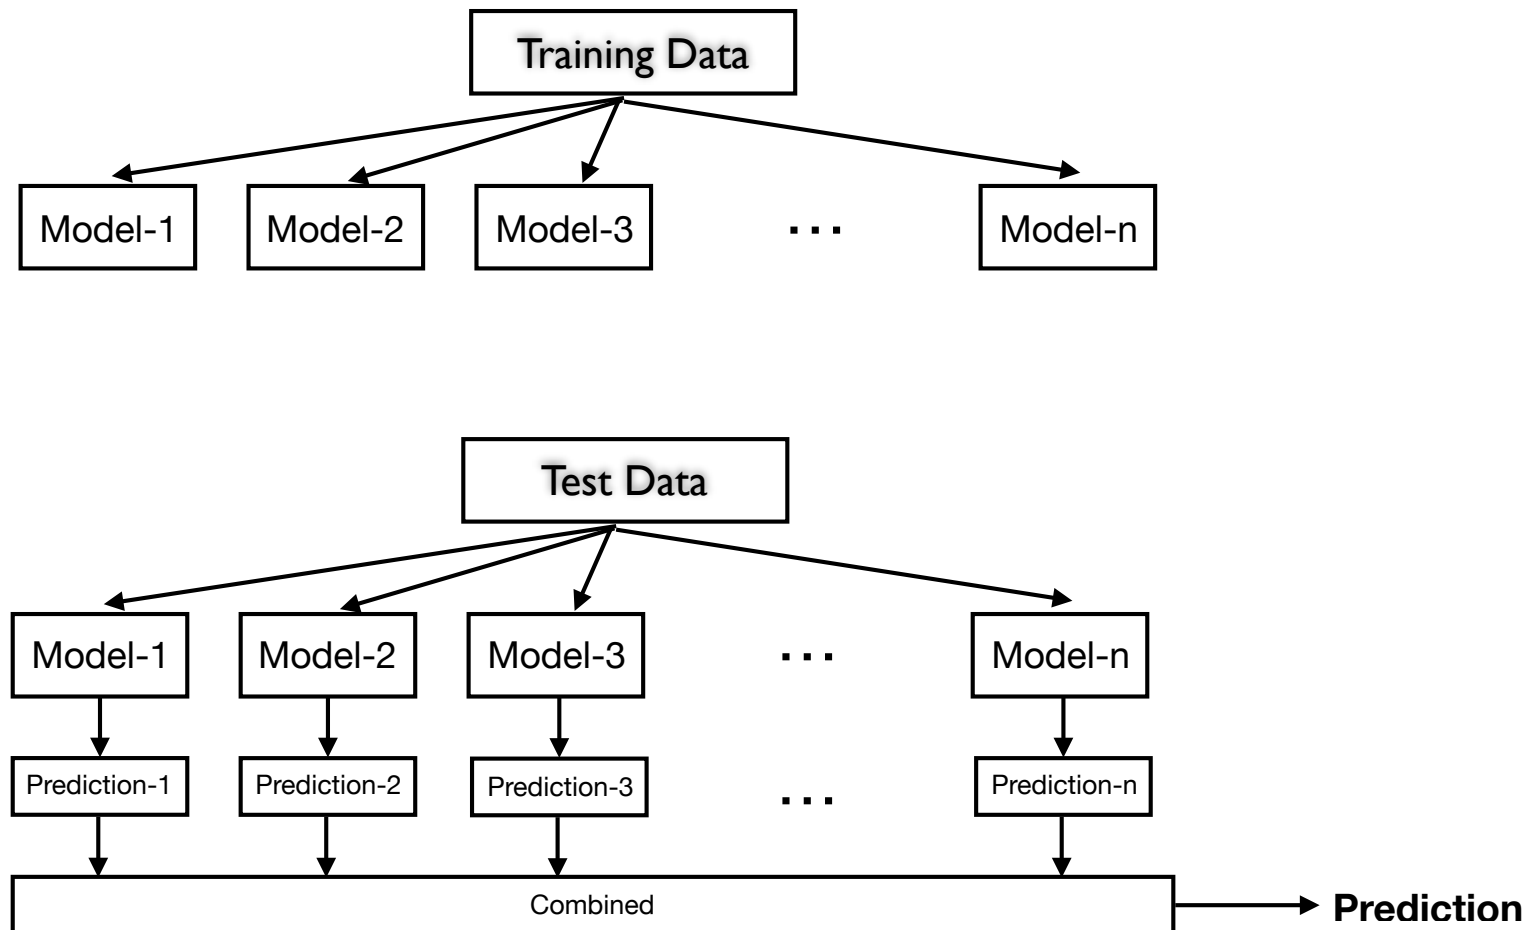 Training Data
Model-1 Model-2 Model-3 ... Model-n
Test Data
Model-1 Model-2 Model-3 ... Model-n
Prediction-1 Prediction-2 Prediction-3 ... Prediction-n
Combined Prediction